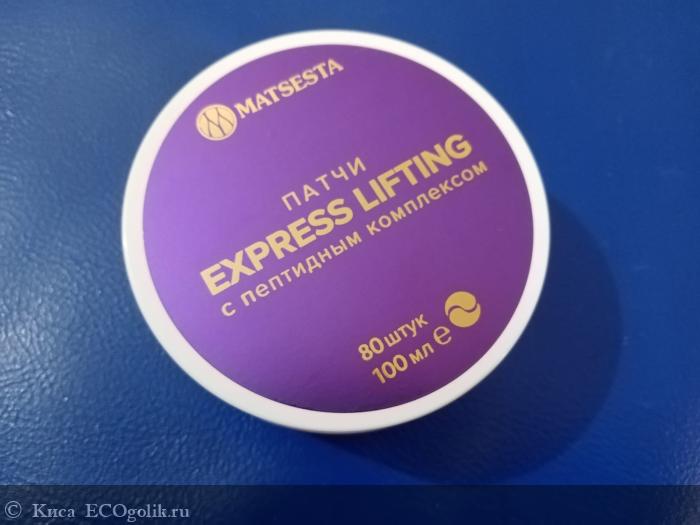 MATSESTA
ПАТЧИ
EXPRESS LIFTING
с пептидным комплексом
80 штук
100 мл е
© Киса ECOgolik.ru